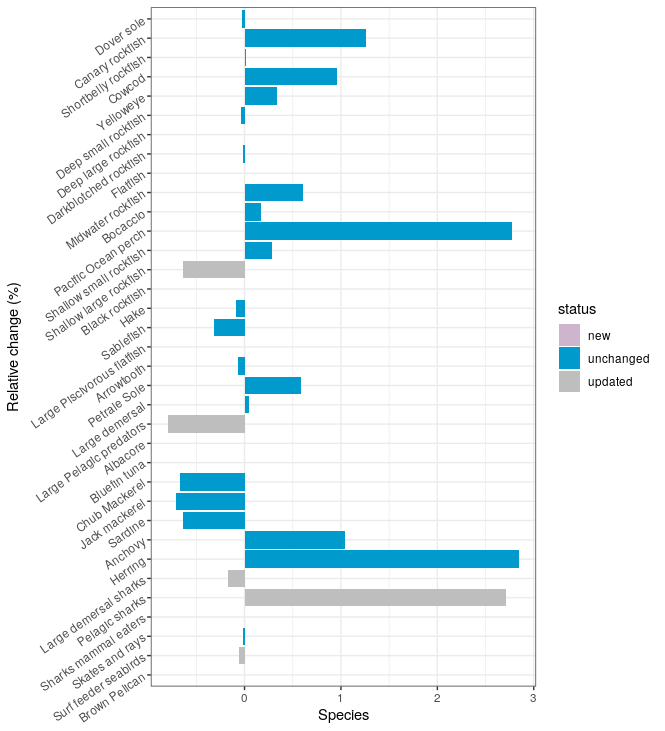 Dover sole
Canary rockfish
Shortbelly rockfish
Cowcod
Yelloweye
Deep small rockfish
Deep large rockfish
Darkblotched rockfish
Flatfish
Midwater rockfish
Bocaccio
Pacific Ocean perch
Shallow small rockfish
Shallow large rockfish
Black rockfish
Hake
Sablefish
Large Piscivorous flatfish
Arrowtooth
Petrale Sole
Large demersal
Large Pelagic predators
Albacore
Bluefin tuna
Chub Mackerel
Jack mackerel
Sardine
Anchovy
Herring
Large demersal sharks
Pelagic sharks
Sharks mammal eaters
Skates and rays
Surf feeder seabirds
Brown Pelican
Relative change (%)
0 1 2 3
Species
status
new
unchanged
updated